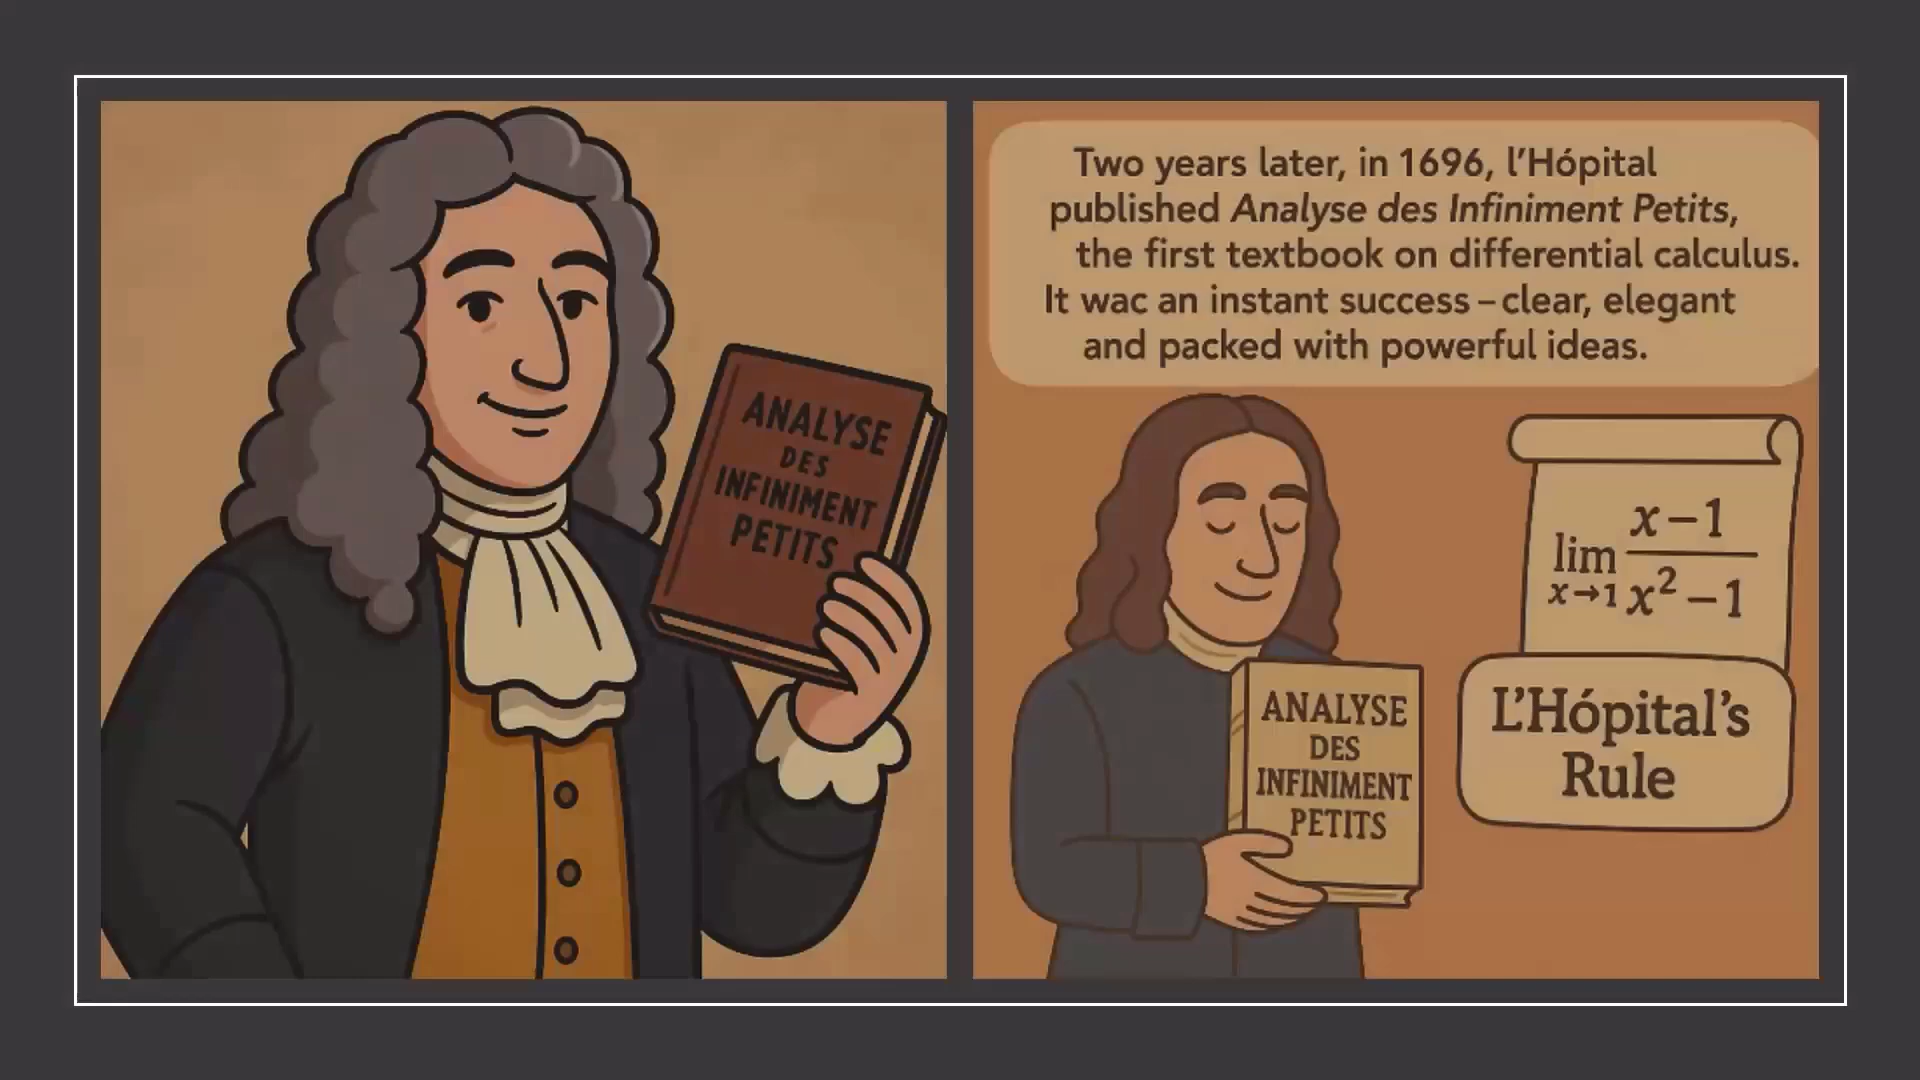 ANALYSE
DES
INFINIMENT
PETITS
Two years later, in 1696, l'Hópital
published Analyse des Infiniment Petits,
the first textbook on differential calculus.
It wac an instant success – clear, elegant
and packed with powerful ideas.
ANALYSE
DES
INFINIMENT
PETITS
x – 1
lim
x→1 x² – 1
L'Hópital's
Rule